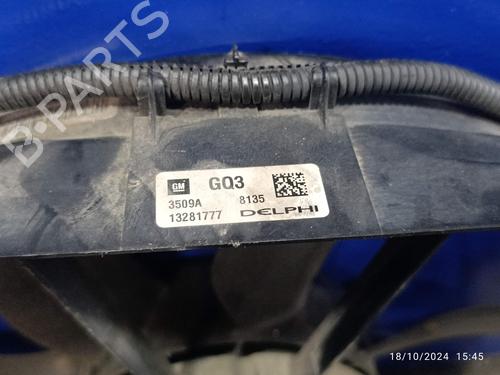 B-PARTS
GM GQ3
3509A 8135
13281777 DELPHI
18/10/2024 15:45